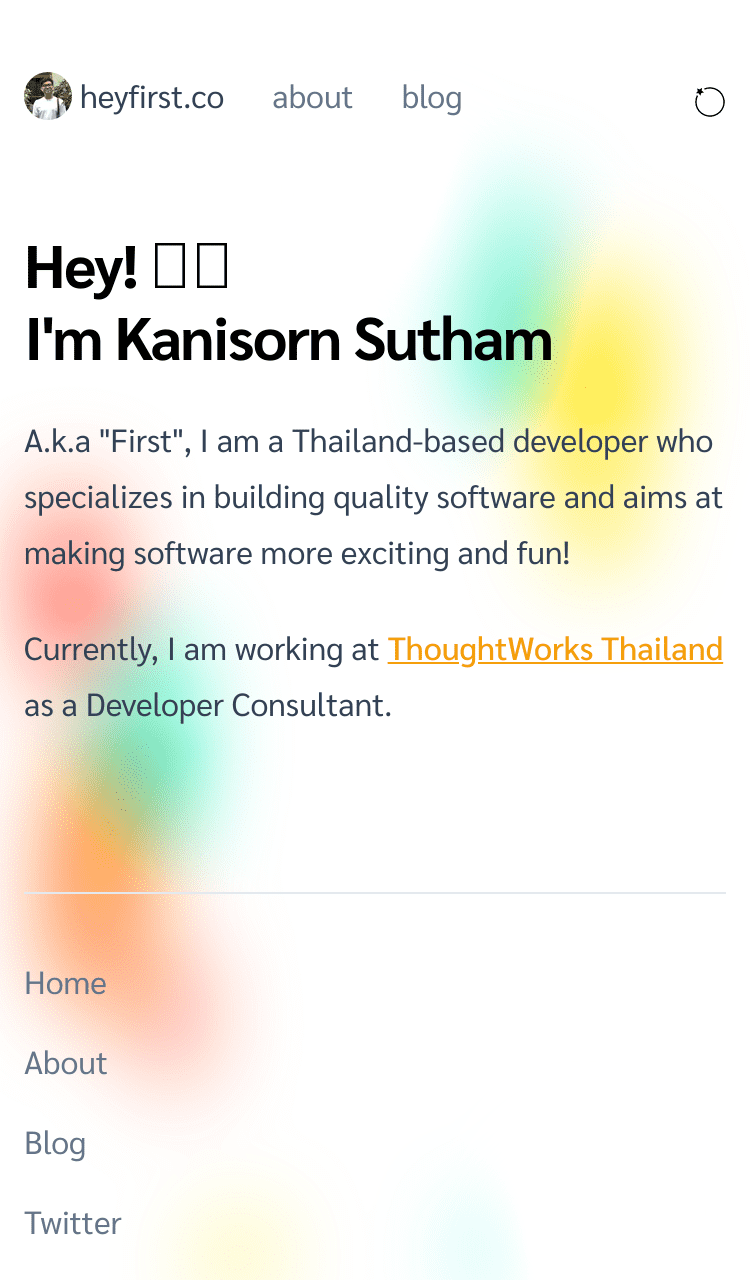 heyfirst.co about blog
Hey!
I'm Kanisorn Sutham
A.k.a "First", I am a Thailand-based developer who
specializes in building quality software and aims at
making software more exciting and fun!
Currently, I am working at ThoughtWorks Thailand
as a Developer Consultant.
Home
About
Blog
Twitter